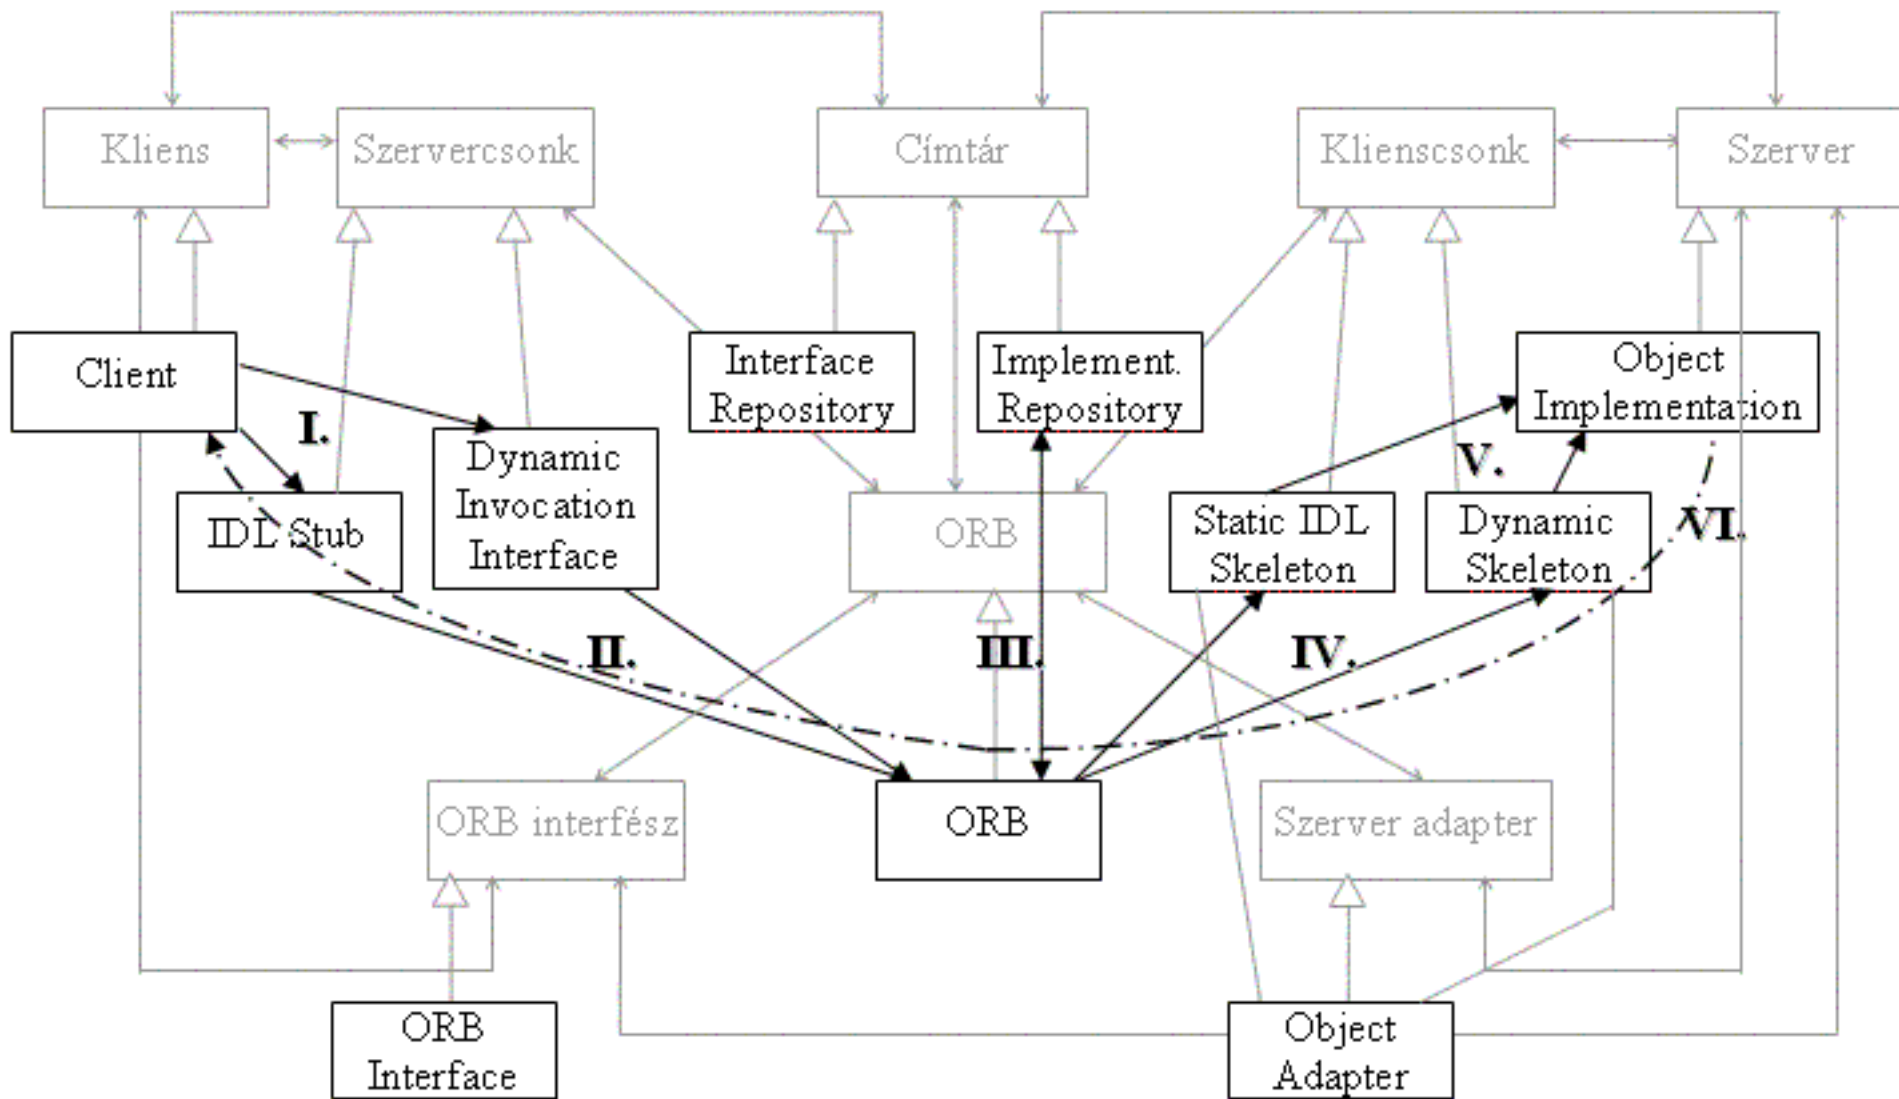 Kliens
Szervercsonk
Címtár
Klienscsonk
Szerver
Client
Interface
Repository
Implement.
Repository
Object
Implementation
I.
V.
Dynamic
Invocation
Interface
IDL Stub
ORB
Static IDL
Skeleton
Dynamic
Skeleton
VI.
II.
III.
IV.
ORB interfész
ORB
Szerver adapter
ORB
Interface
Object
Adapter